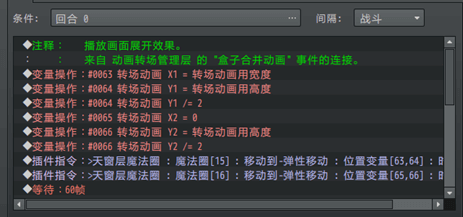 条件： 回合 0 … 间隔： 战斗
◆注释： 播放画面展开效果。
： 来自 动画转场管理层 的 "盒子合并动画" 事件的连接。
◆变量操作：#0063 转场动画 X1 = 转场动画用宽度
◆变量操作：#0064 转场动画 Y1 = 转场动画用高度
◆变量操作：#0064 转场动画 Y1 /= 2
◆变量操作：#0065 转场动画 X2 = 0
◆变量操作：#0066 转场动画 Y2 = 转场动画用高度
◆变量操作：#0066 转场动画 Y2 /= 2
◆插件指令：>天窗层魔法圈 : 魔法圈[15] : 移动到-弹性移动 : 位置变量[63,64] :
◆插件指令：>天窗层魔法圈 : 魔法圈[16] : 移动到-弹性移动 : 位置变量[65,66] :
◆等待：60帧